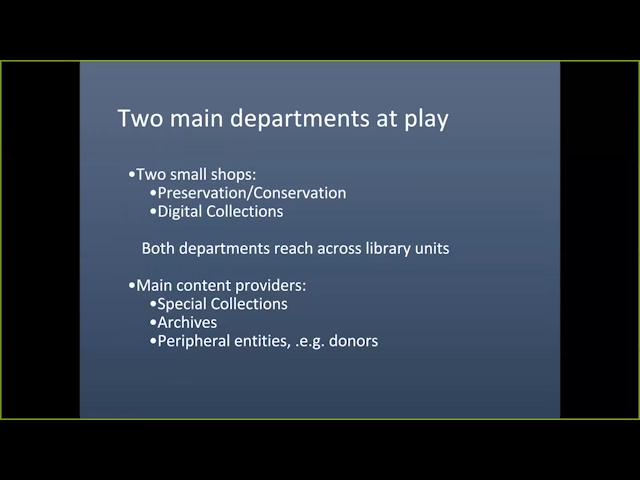 Two main departments at play
•Two small shops:
•Preservation/Conservation
•Digital Collections
Both departments reach across library units
•Main content providers:
•Special Collections
•Archives
•Peripheral entities, .e.g. donors